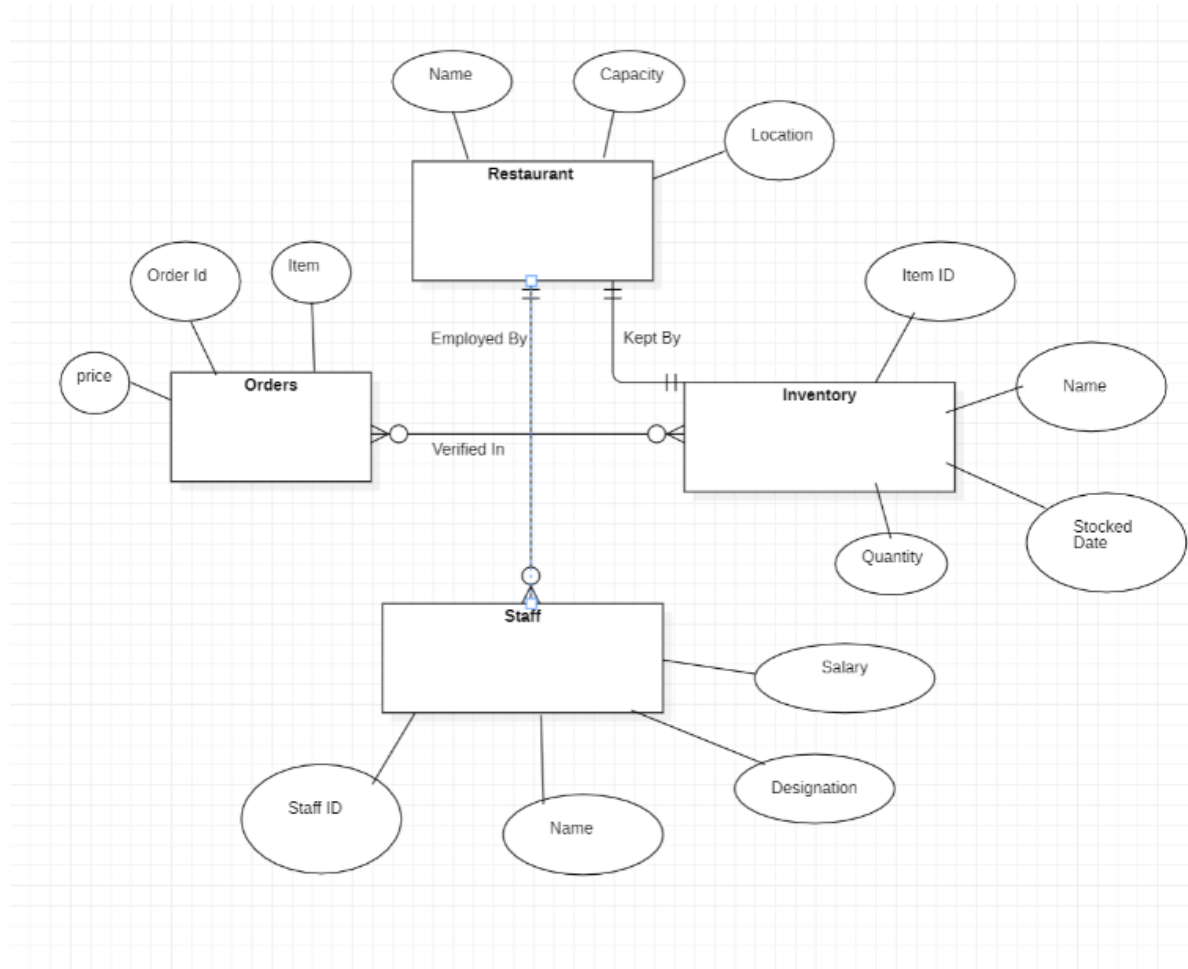 Name
Capacity
Location
Restaurant
Order Id
Item
Item ID
Employed By
Kept By
price
Orders
Inventory
Name
Verified In
Stocked
Date
Quantity
Staff
Salary
Designation
Staff ID
Name